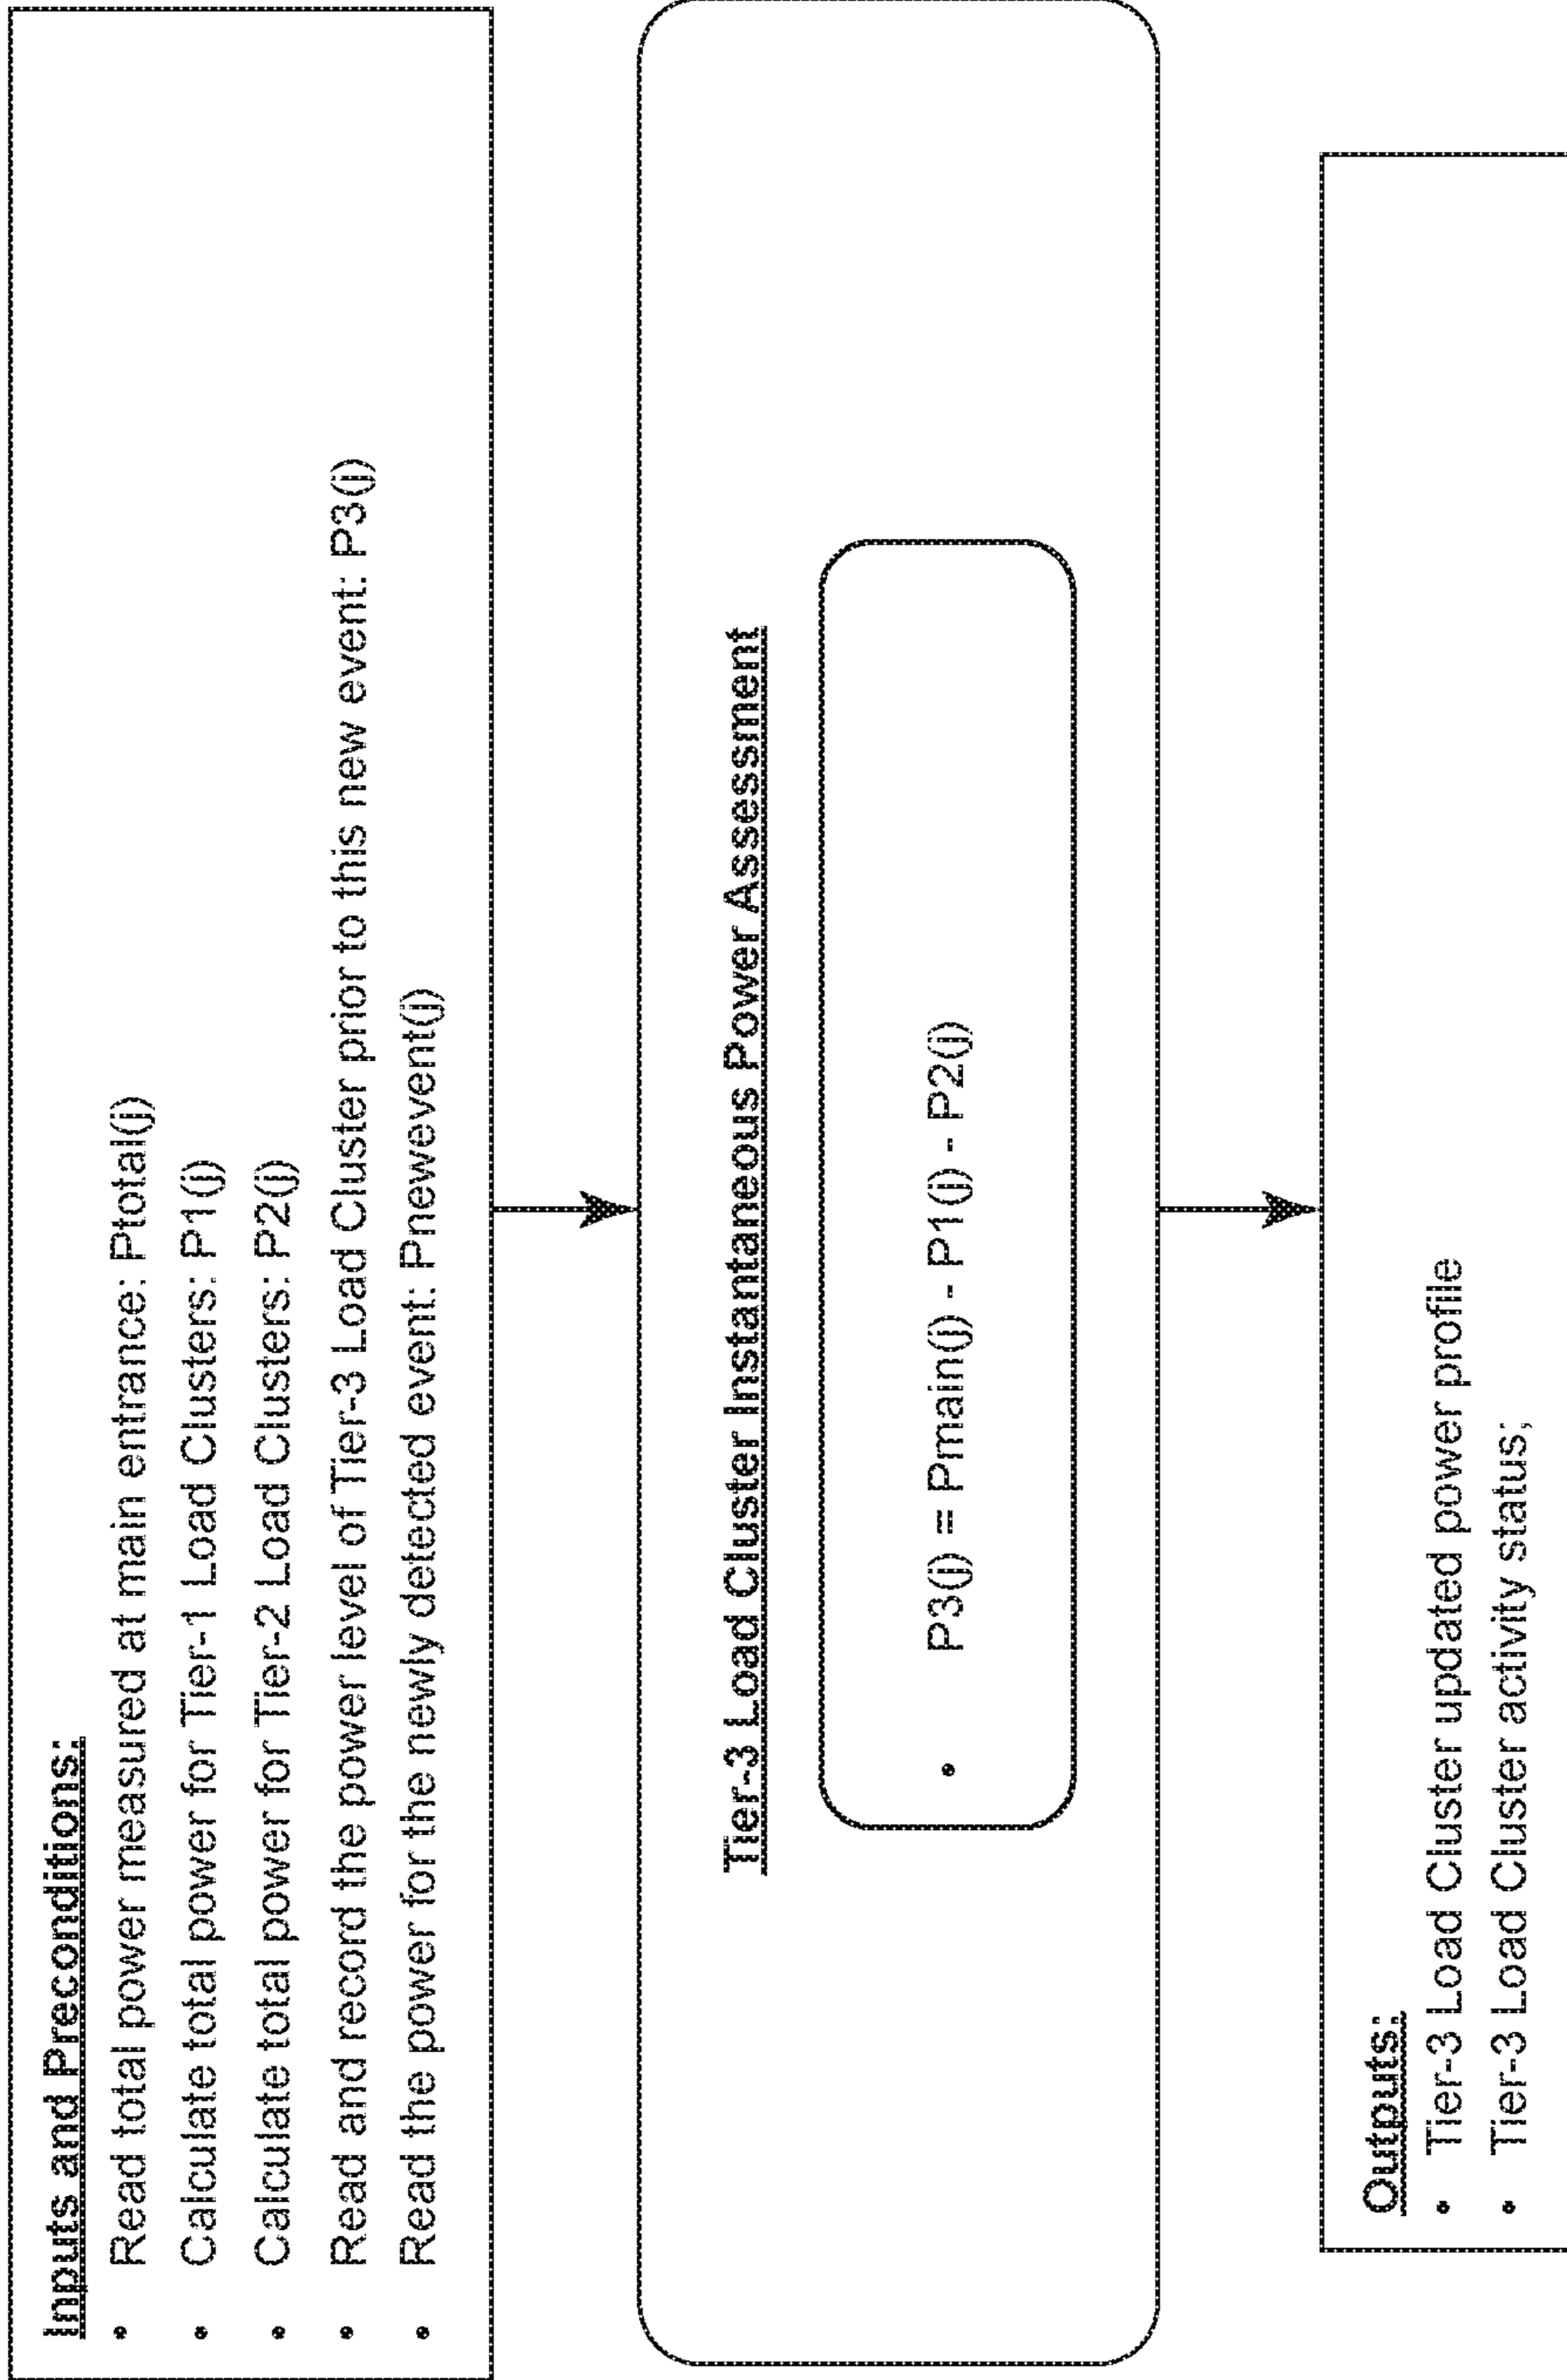 Inputs and Preconditions:
• Read total power measured at main entrance: Ptotal(j)
• Calculate total power for Tier-1 Load Clusters: P1(j)
• Calculate total power for Tier-2 Load Clusters: P2(j)
• Read and record the power level of Tier-3 Load Cluster prior to this new event: P3(j)
• Read the power for the newly detected event: Pnewevent(j)
Tier-3 Load Cluster Instantaneous Power Assessment
• P3(j) = Pmain(j) - P1(j) - P2(j)
Outputs:
• Tier-3 Load Cluster updated power profile
• Tier-3 Load Cluster activity status;